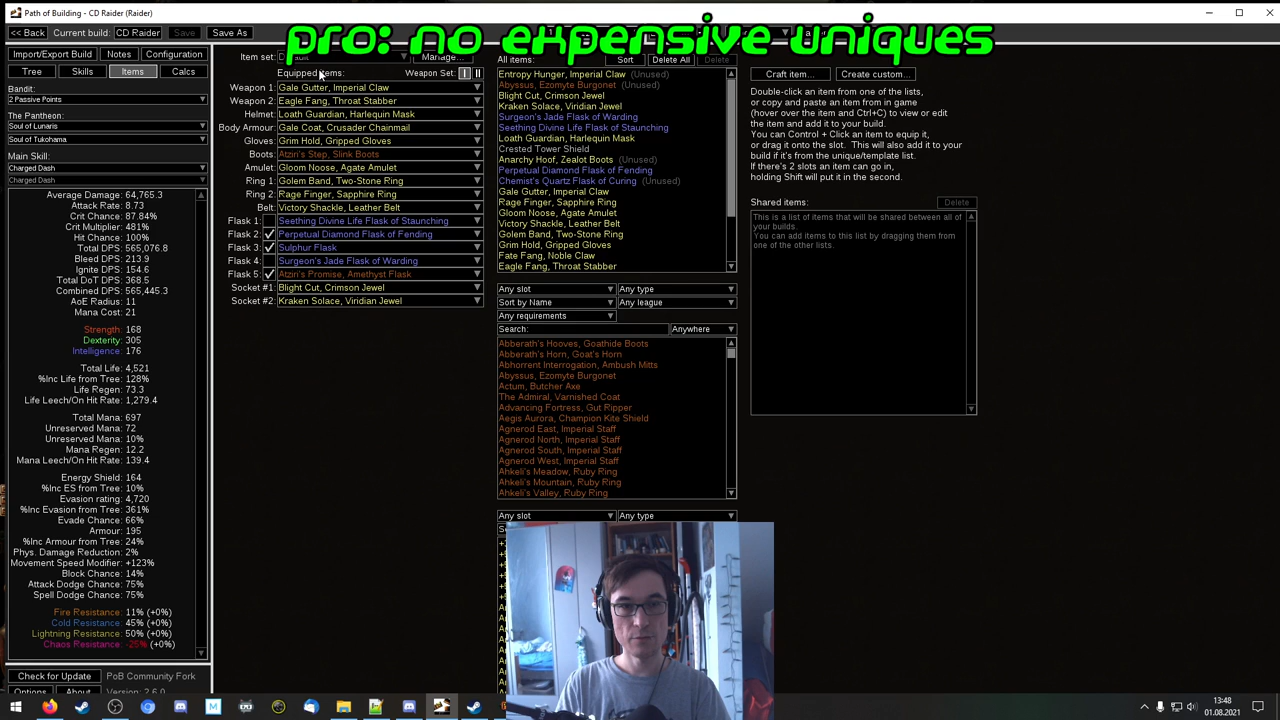 Path of Building - CD Raider (Raider)
<< Back
Current build: CD Raider (Raider)
Save
Save As
pro: no expensive uniques
Import/Export Build
Notes
Configuration
Tree
Skills
Items
Calcs
Bandit:
2 Passive Points
The Pantheon:
Soul of Lunaris
Soul of Tukohama
Main Skill:
Charged Dash
Charged Dash
Average Damage: 64,765.3
Attack Rate: 8.73
Crit Chance: 87.84%
Crit Multiplier: 481%
Hit Chance: 100%
Total DPS: 565,076.8
Bleed DPS: 213.9
Ignite DPS: 154.6
Total DoT DPS: 368.5
Combined DPS: 565,445.3
AoE Radius: 11
Mana Cost: 21
Strength: 168
Dexterity: 305
Intelligence: 176
Total Life: 4,521
%Inc Life from Tree: 128%
Life Regen: 73.3
Life Leech/On Hit Rate: 1,279.4
Total Mana: 697
Unreserved Mana: 72
Unreserved Mana: 10%
Mana Regen: 12.2
Mana Leech/On Hit Rate: 139.4
Energy Shield: 164
%Inc ES from Tree: 10%
Evasion rating: 4,720
%Inc Evasion from Tree: 361%
Evade Chance: 66%
Armour: 195
%Inc Armour from Tree: 24%
Phys. Damage Reduction: 2%
Movement Speed Modifier: +123%
Block Chance: 14%
Attack Dodge Chance: 75%
Spell Dodge Chance: 75%
Fire Resistance: 11% (+0%)
Cold Resistance: 45% (+0%)
Lightning Resistance: 50% (+0%)
Chaos Resistance: -25% (+0%)
Check for Update
PoB Community Fork
Options
About
Version: 2.6.0
Item set:
Default
Manage...
Equipped Items:
Weapon Set: I II
Weapon 1: Gale Gutter, Imperial Claw
Weapon 2: Eagle Fang, Throat Stabber
Helmet: Loath Guardian, Harlequin Mask
Body Armour: Gale Coat, Crusader Chainmail
Gloves: Grim Hold, Gripped Gloves
Boots: Atziri's Step, Slink Boots
Amulet: Gloom Noose, Agate Amulet
Ring 1: Golem Band, Two-Stone Ring
Ring 2: Rage Finger, Sapphire Ring
Belt: Victory Shackle, Leather Belt
Flask 1: Seething Divine Life Flask of Staunching
Flask 2: Perpetual Diamond Flask of Fending
Flask 3: Sulphur Flask
Flask 4: Surgeon's Jade Flask of Warding
Flask 5: Atziri's Promise, Amethyst Flask
Socket #1: Blight Cut, Crimson Jewel
Socket #2: Kraken Solace, Viridian Jewel
All items:
Sort
Delete All
Delete
Entropy Hunger, Imperial Claw (Unused)
Abyssus, Ezomyte Burgonet (Unused)
Blight Cut, Crimson Jewel
Kraken Solace, Viridian Jewel
Surgeon's Jade Flask of Warding
Seething Divine Life Flask of Staunching
Loath Guardian, Harlequin Mask
Crested Tower Shield
Anarchy Hoof, Zealot Boots (Unused)
Perpetual Diamond Flask of Fending
Chemist's Quartz Flask of Curing (Unused)
Gale Gutter, Imperial Claw
Rage Finger, Sapphire Ring
Gloom Noose, Agate Amulet
Victory Shackle, Leather Belt
Golem Band, Two-Stone Ring
Grim Hold, Gripped Gloves
Fate Fang, Noble Claw
Eagle Fang, Throat Stabber
Any slot
Any type
Sort by Name
Any league
Any requirements
Search:
Anywhere
Abberath's Hooves, Goathide Boots
Abberath's Horn, Goat's Horn
Abhorrent Interrogation, Ambush Mitts
Abyssus, Ezomyte Burgonet
Actum, Butcher Axe
The Admiral, Varnished Coat
Advancing Fortress, Gut Ripper
Aegis Aurora, Champion Kite Shield
Agnerod East, Imperial Staff
Agnerod North, Imperial Staff
Agnerod South, Imperial Staff
Agnerod West, Imperial Staff
Ahkeli's Meadow, Ruby Ring
Ahkeli's Mountain, Ruby Ring
Ahkeli's Valley, Ruby Ring
Any slot
Any type
Craft item...
Create custom...
Double-click an item from one of the lists,
or copy and paste an item from in game
(hover over the item and Ctrl+C) to view or edit
the item and add it to your build.
You can Control + Click an item to equip it,
or drag it onto the slot. This will also add it to your
build if it's from the unique/template list.
If there's 2 slots an item can go in,
holding Shift will put it in the second.
Shared items:
Delete
This is a list of items that will be shared between all of
your builds.
You can add items to this list by dragging them from
one of the other lists.
13:48
01.08.2021